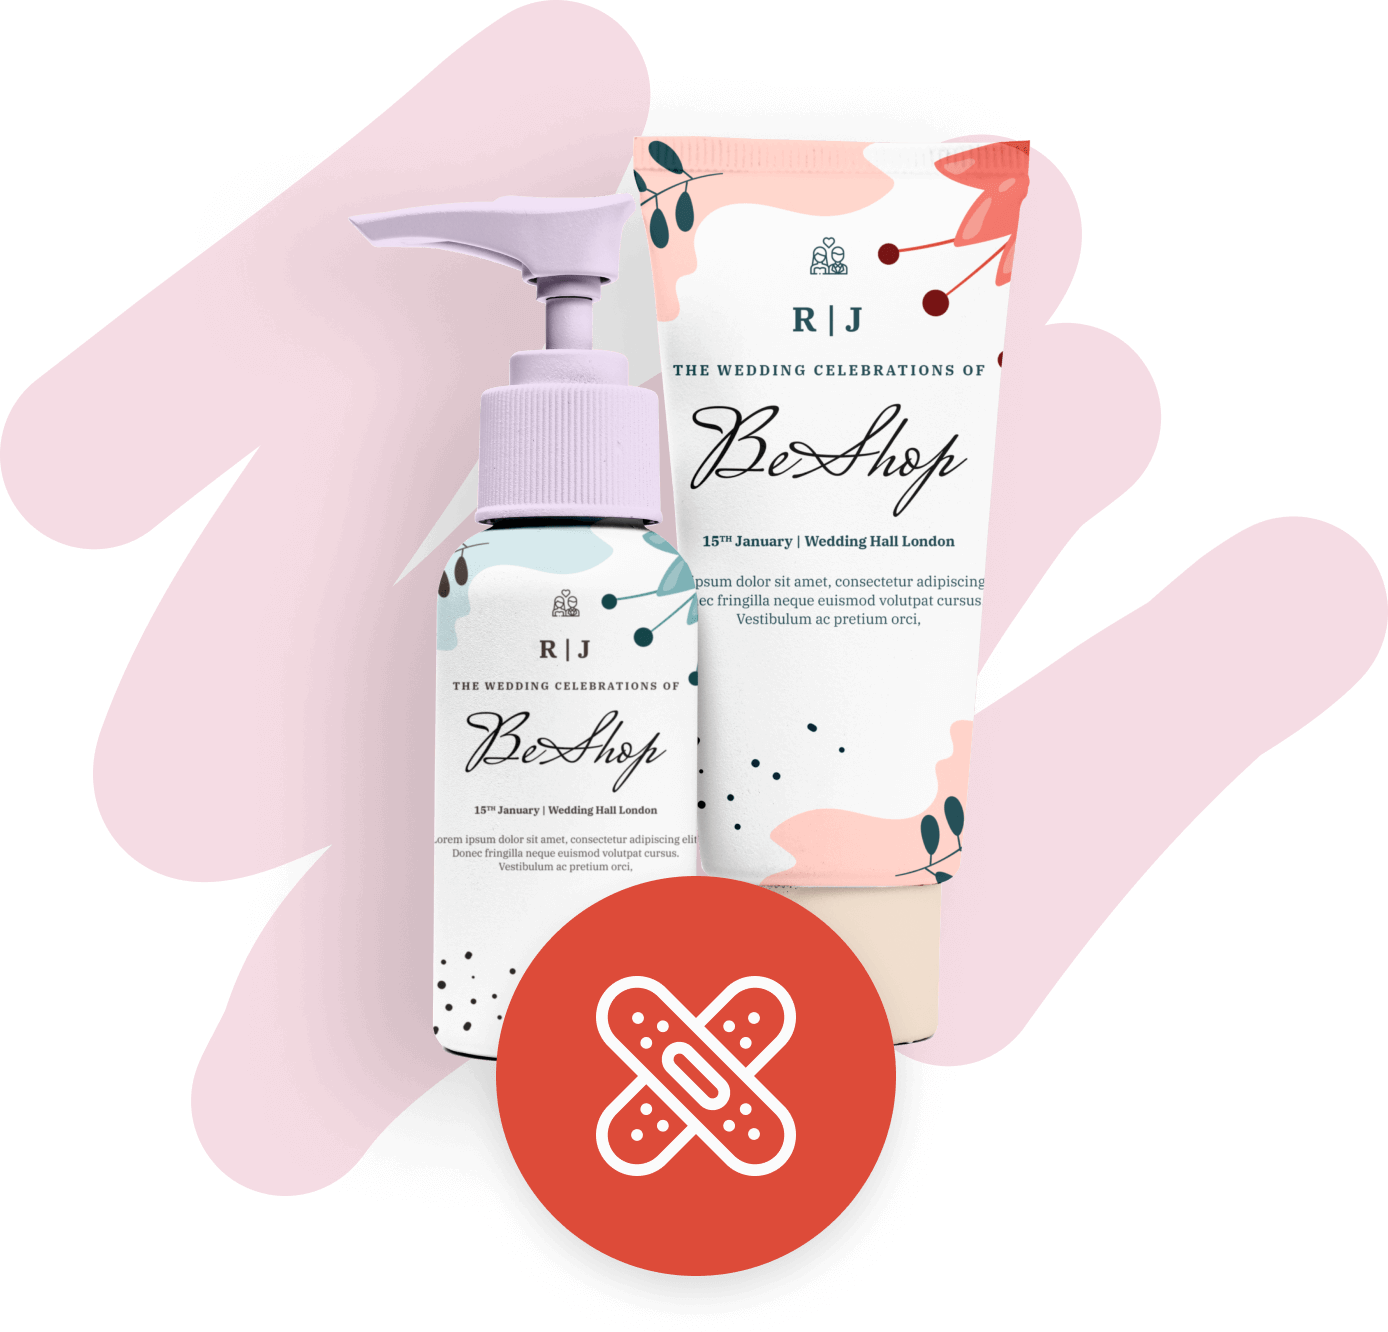 R | J
THE WEDDING CELEBRATIONS OF
BeShop
15TH January | Wedding Hall London
psum dolor sit amet, consectetur adipiscing
ec fringilla neque euismod volutpat cursus
Vestibulum ac pretium orci,
R | J
THE WEDDING CELEBRATIONS OF
BeShop
15TH January | Wedding Hall London
Lorem ipsum dolor sit amet, consectetur adipiscing elit
Donec fringilla neque euismod volutpat cursus.
Vestibulum ac pretium orci,